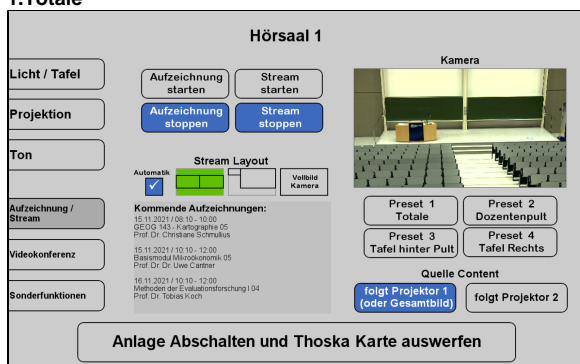 1.Totale
Hörsaal 1
Licht / Tafel
Projektion
Ton
Aufzeichnung /
Stream
Videokonferenz
Sonderfunktionen
Aufzeichnung
starten
Stream
starten
Aufzeichnung
stoppen
Stream
stoppen
Stream Layout
Automatik
Vollbild
Kamera
Kommende Aufzeichnungen:
15.11.2021 / 08:10 - 10:00
GEOG 143 - Kartographie 05
Prof. Dr. Christiane Schmullius
15.11.2021 / 10:10 - 12:00
Basismodul Mikroökonomik 05
Prof. Dr. Dr. Uwe Cantner
16.11.2021 / 10:10 - 12:00
Methoden der Evaluationsforschung I 04
Prof. Dr. Tobias Koch
Kamera
Preset 1
Totale
Preset 2
Dozentenpult
Preset 3
Tafel hinter Pult
Preset 4
Tafel Rechts
Quelle Content
folgt Projektor 1
(oder Gesamtbild)
folgt Projektor 2
Anlage Abschalten und Thoska Karte auswerfen